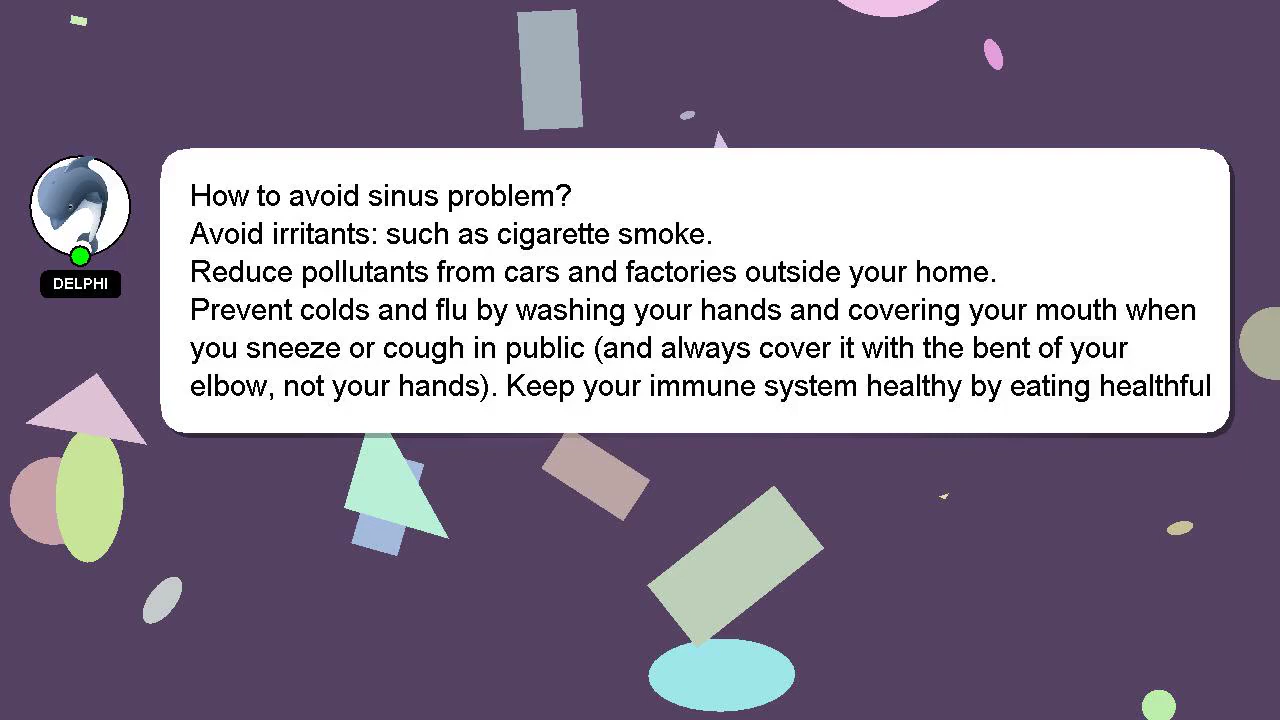 How to avoid sinus problem?
Avoid irritants: such as cigarette smoke.
Reduce pollutants from cars and factories outside your home.
Prevent colds and flu by washing your hands and covering your mouth when
you sneeze or cough in public (and always cover it with the bent of your
elbow, not your hands). Keep your immune system healthy by eating healthful
DELPHI